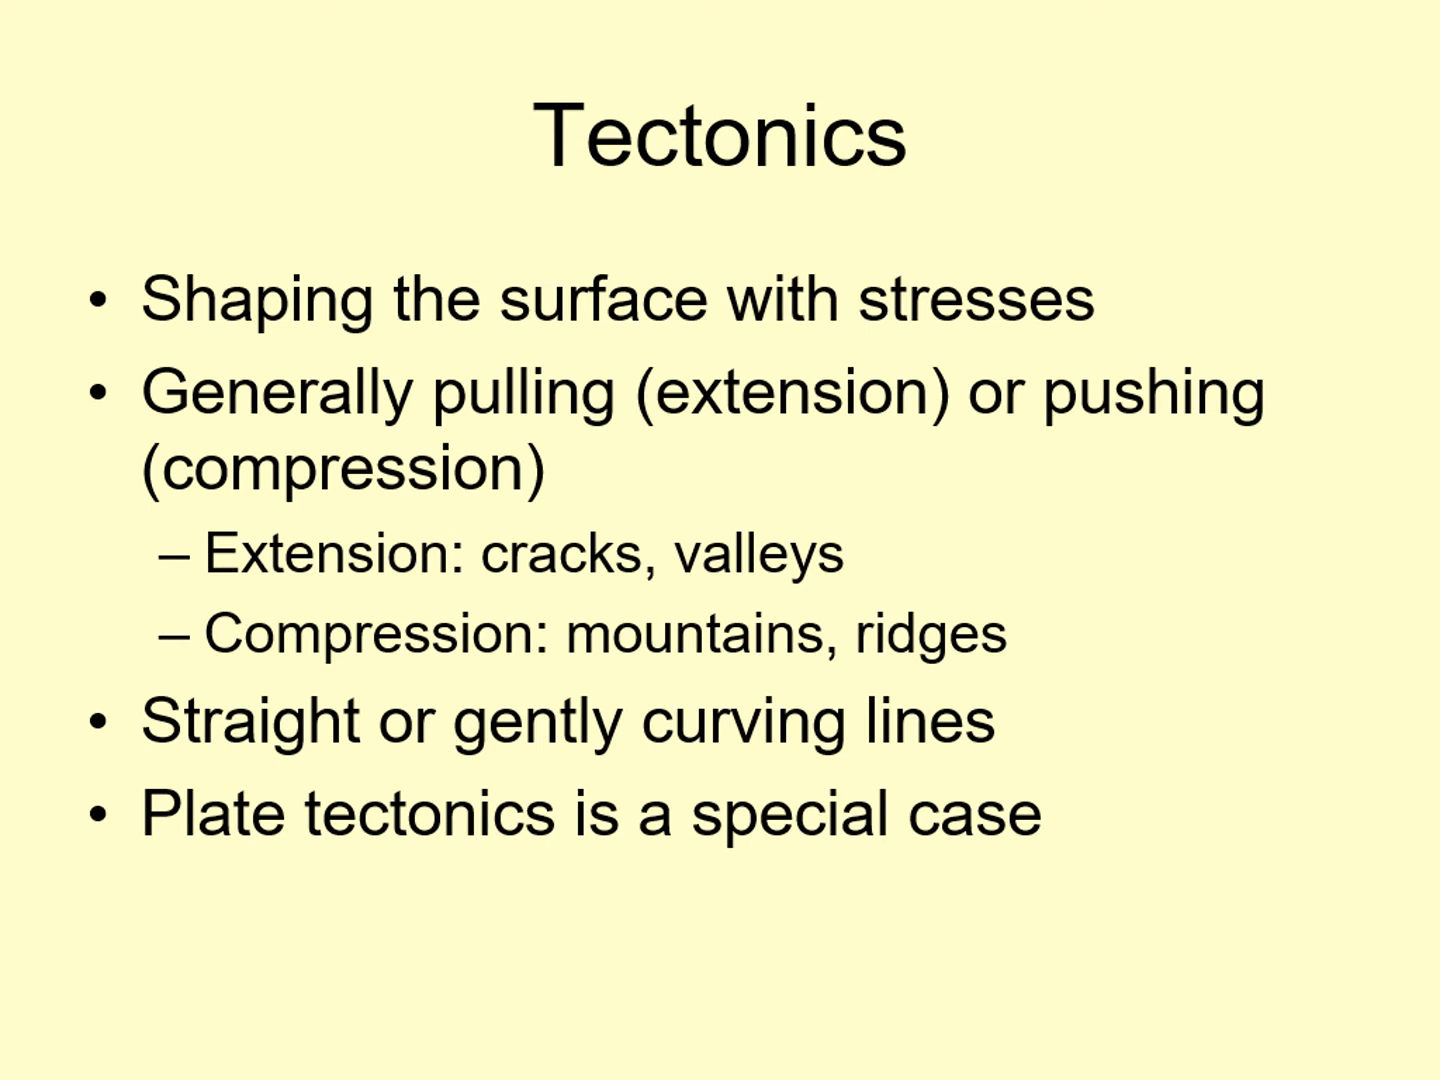 Tectonics
• Shaping the surface with stresses
• Generally pulling (extension) or pushing
(compression)
– Extension: cracks, valleys
– Compression: mountains, ridges
• Straight or gently curving lines
• Plate tectonics is a special case